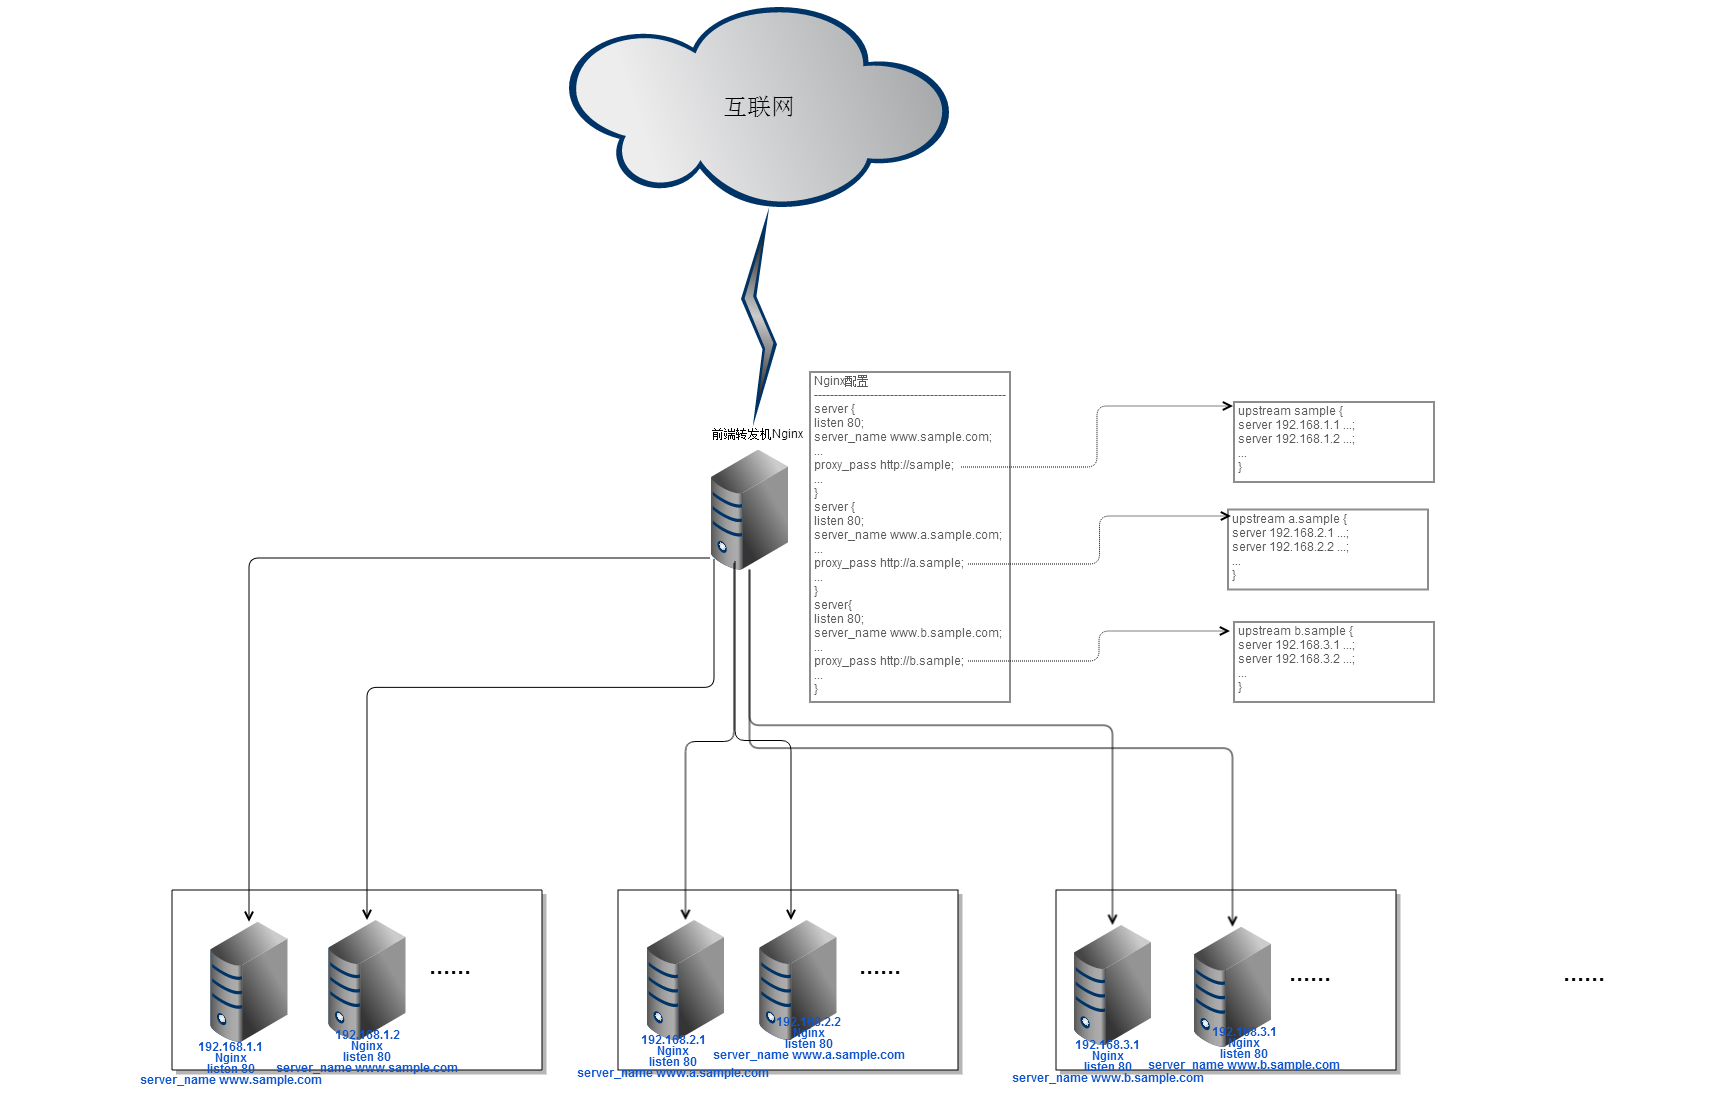 互联网
前端转发机Nginx
Nginx配置
------------------------------------------------
server {
listen 80;
server_name www.sample.com;
...
proxy_pass http://sample;
...
}
server {
listen 80;
server_name www.a.sample.com;
...
proxy_pass http://a.sample;
...
}
server{
listen 80;
server_name www.b.sample.com;
...
proxy_pass http://b.sample;
...
}
upstream sample {
server 192.168.1.1 ...;
server 192.168.1.2 ...;
...
}
upstream a.sample {
server 192.168.2.1 ...;
server 192.168.2.2 ...;
...
}
upstream b.sample {
server 192.168.3.1 ...;
server 192.168.3.2 ...;
...
}
192.168.1.1
Nginx
listen 80
server_name www.sample.com
192.168.1.2
Nginx
listen 80
server_name www.sample.com
......
192.168.2.1
Nginx
listen 80
server_name www.a.sample.com
192.168.2.2
Nginx
listen 80
server_name www.a.sample.com
......
192.168.3.1
Nginx
listen 80
server_name www.b.sample.com
192.168.3.1
Nginx
listen 80
server_name www.b.sample.com
......
......